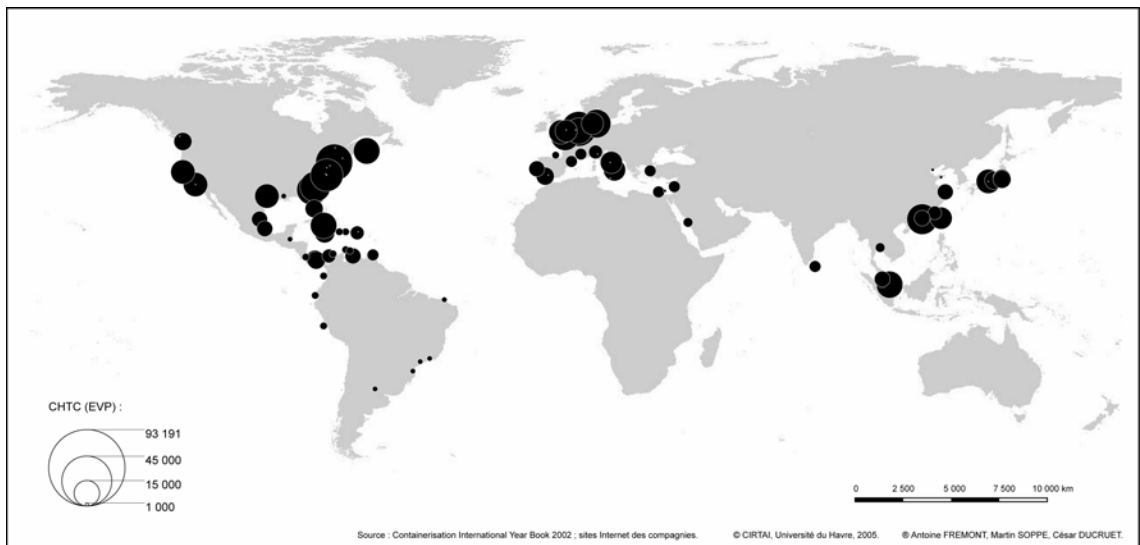 CHTC (EVP) :
93 191
45 000
15 000
1 000
0 2 500 5 000 7 500 10 000 km
Source : Containerisation International Year Book 2002 ; sites Internet des compagnies. © CIRTAI, Université du Havre, 2005. ® Antoine FREMONT, Martin SOPPE, César DUCRUET.